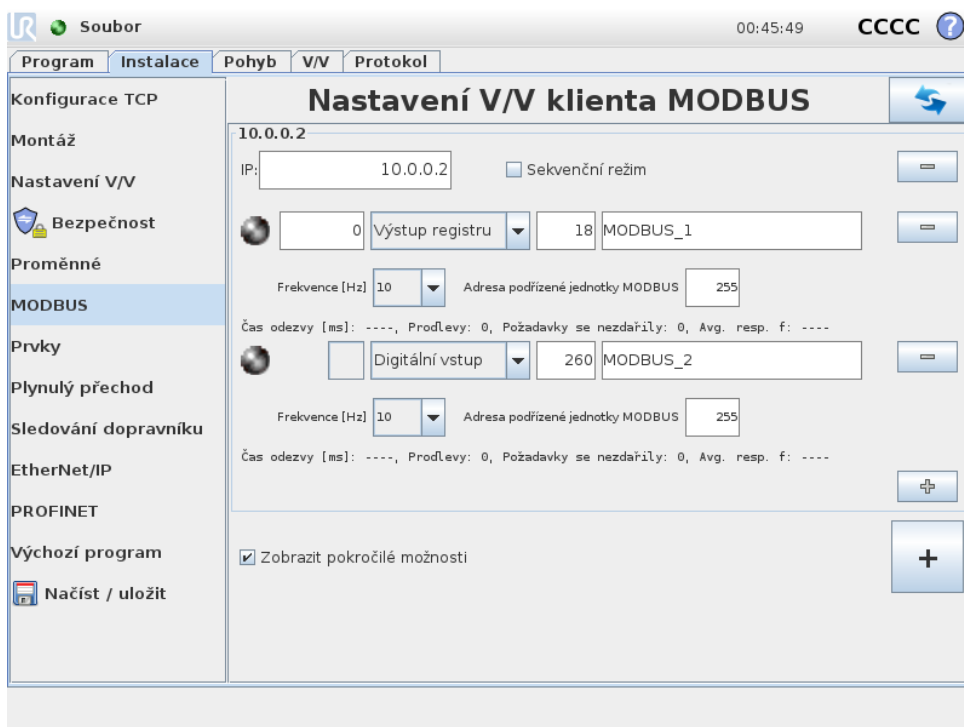 UR Soubor 00:45:49 CCCC ?
Program Instalace Pohyb V/V Protokol
Konfigurace TCP
Montáž
Nastavení V/V
Bezpečnost
Proměnné
MODBUS
Prvky
Plynulý přechod
Sledování dopravníku
EtherNet/IP
PROFINET
Výchozí program
Načíst / uložit
Nastavení V/V klienta MODBUS
10.0.0.2
IP: 10.0.0.2 Sekvenční režim
0 Výstup registru 18 MODBUS_1
Frekvence [Hz] 10 Adresa podřízené jednotky MODBUS 255
Čas odezvy [ms]: ----, Prodlevy: 0, Požadavky se nezdařily: 0, Avg. resp. f: ----
Digitální vstup 260 MODBUS_2
Frekvence [Hz] 10 Adresa podřízené jednotky MODBUS 255
Čas odezvy [ms]: ----, Prodlevy: 0, Požadavky se nezdařily: 0, Avg. resp. f: ----
Zobrazit pokročilé možnosti